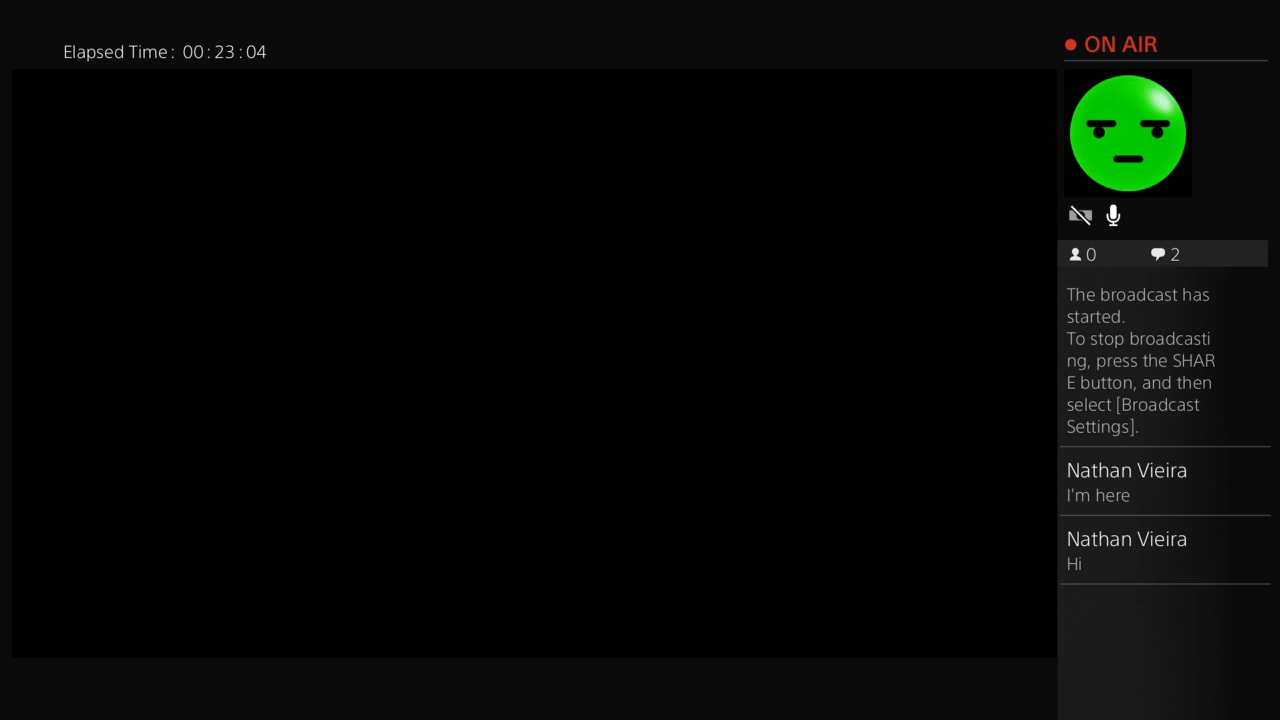 Elapsed Time: 00:23:04
ON AIR
0 2
The broadcast has
started.
To stop broadcasti
ng, press the SHAR
E button, and then
select [Broadcast
Settings].
Nathan Vieira
I'm here
Nathan Vieira
Hi